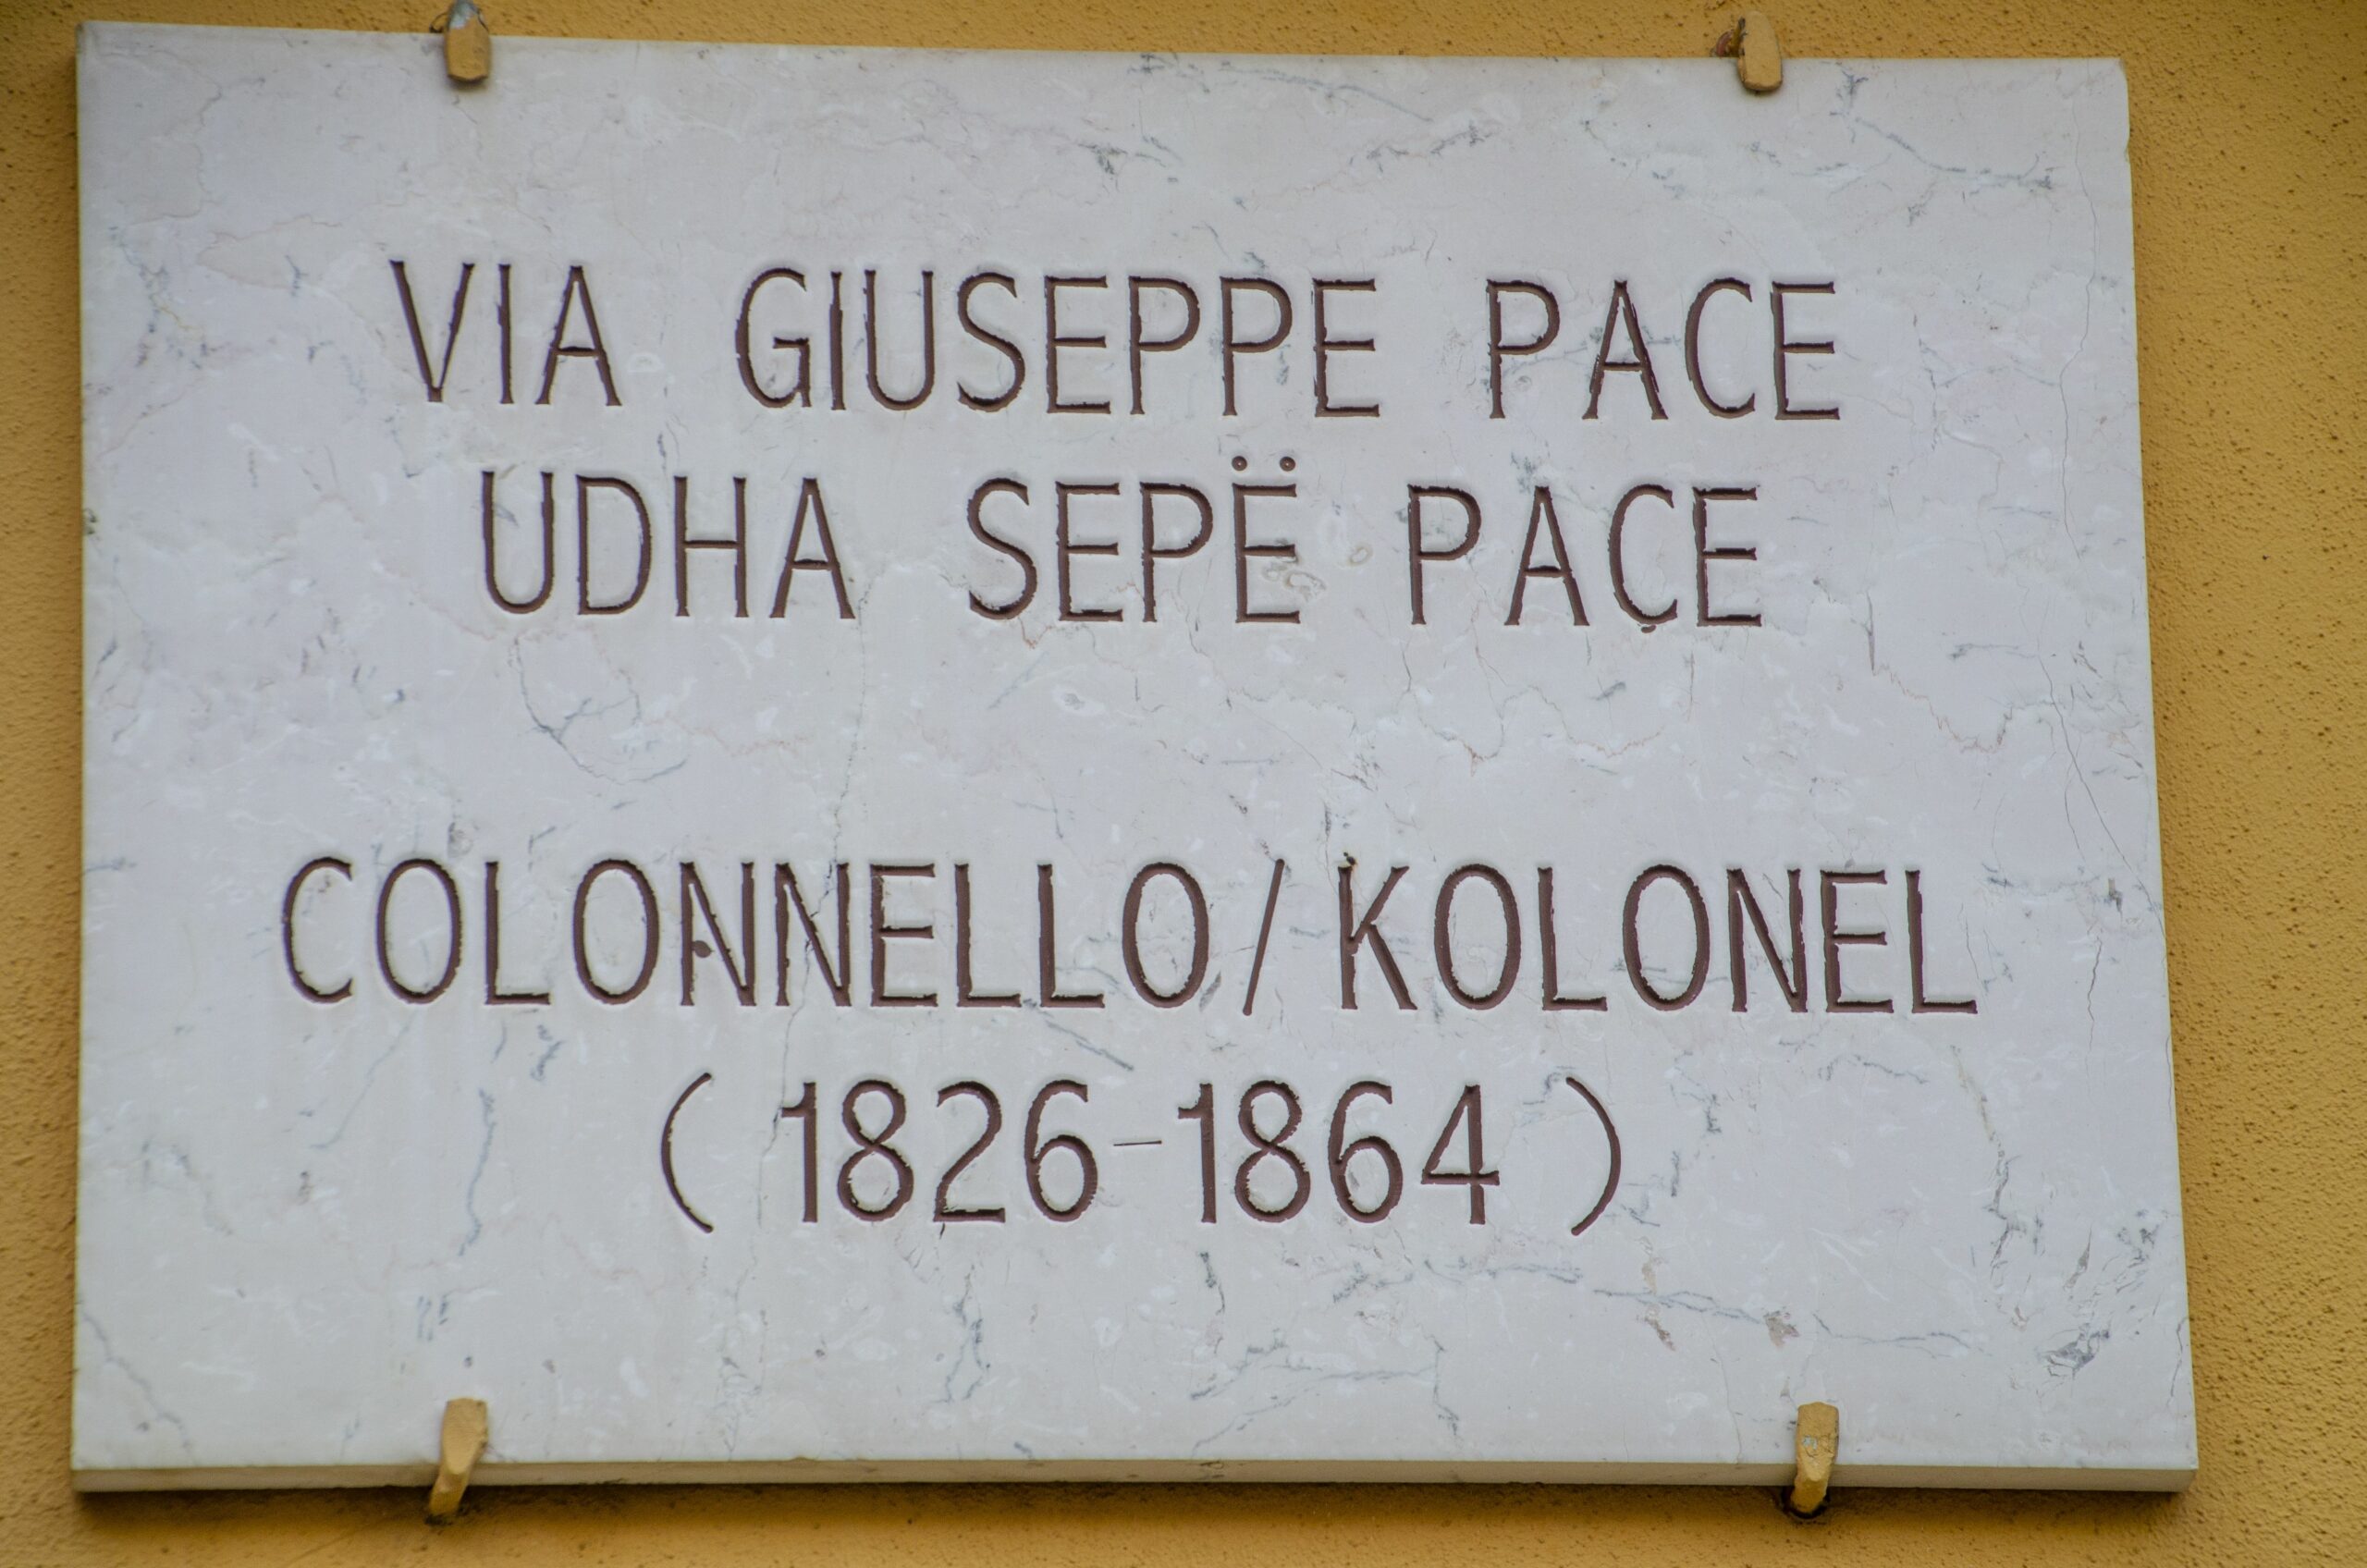 VIA GIUSEPPE PACE
UDHA SEPË PAÇE
COLONNELLO/KOLONEL
(1826-1864)